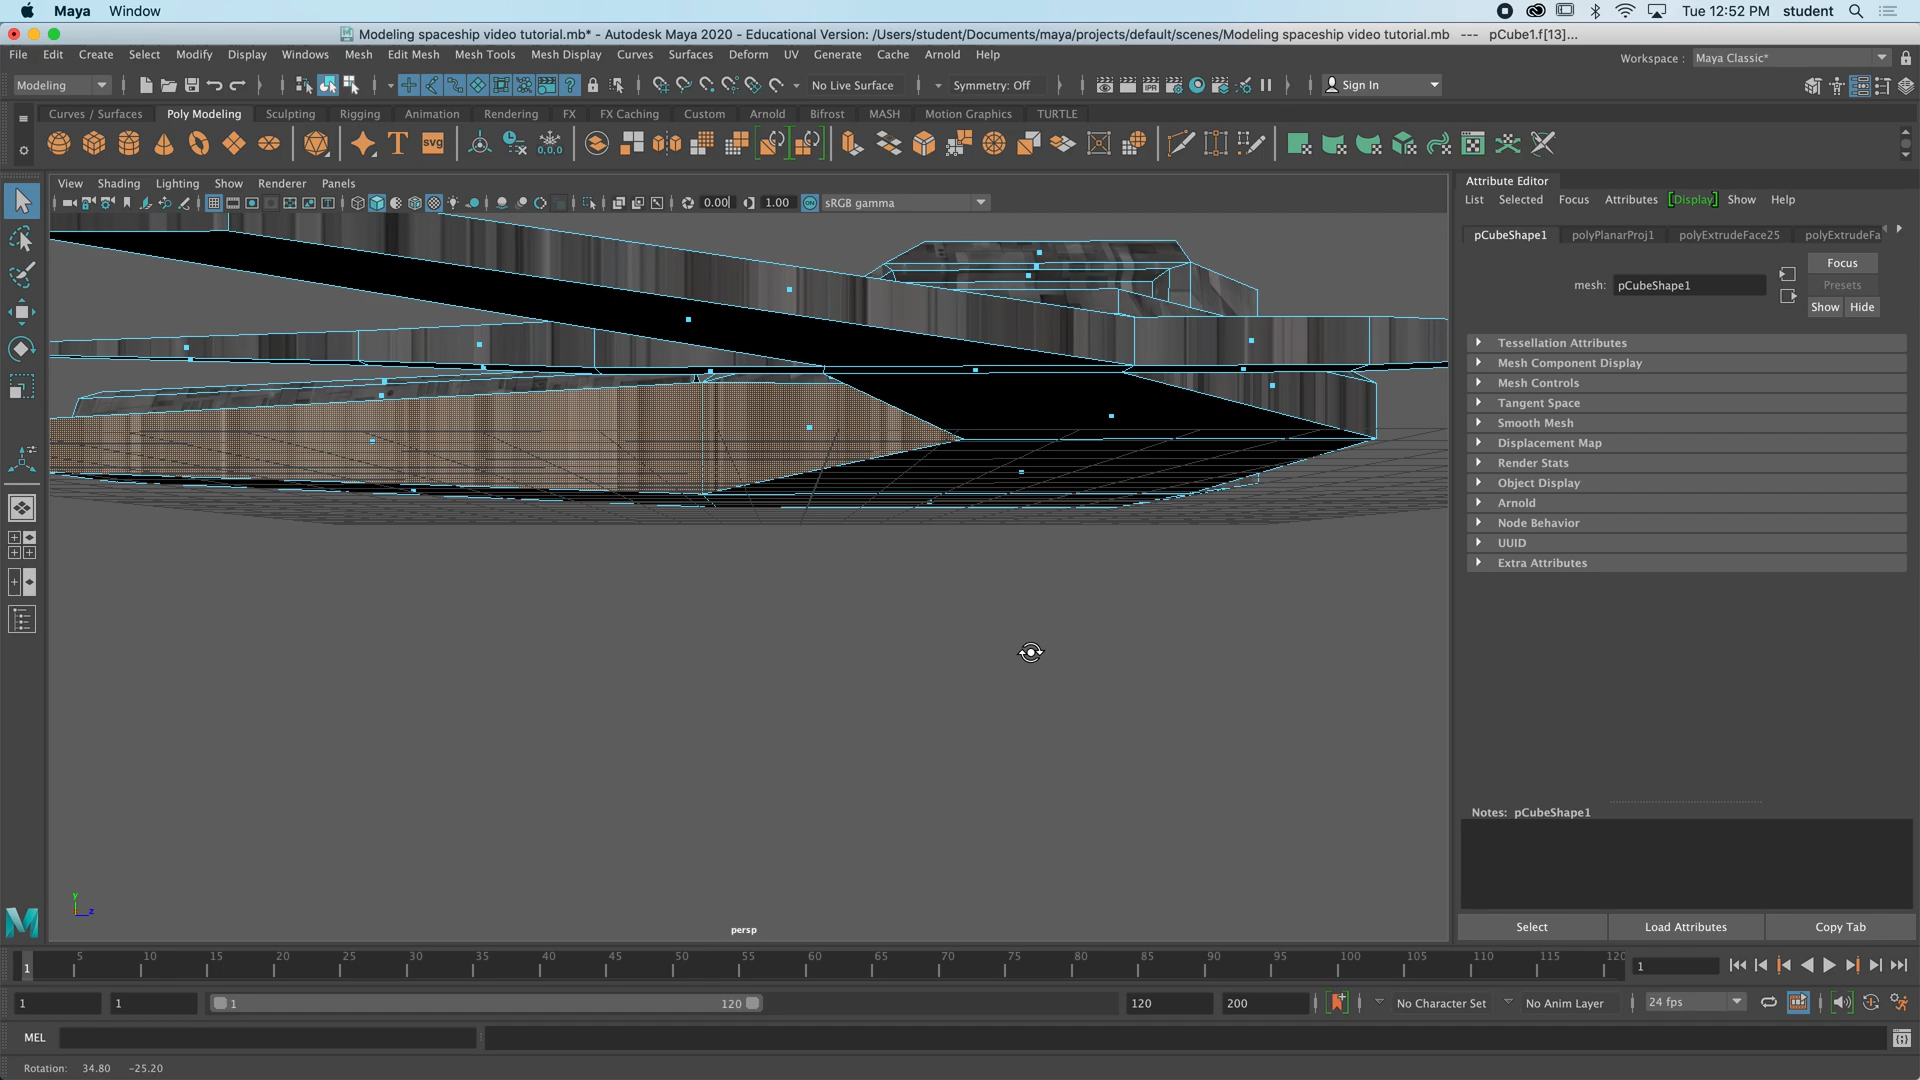 Maya Window Tue 12:52 PM student
Modeling spaceship video tutorial.mb* - Autodesk Maya 2020 - Educational Version: /Users/student/Documents/maya/projects/default/scenes/Modeling spaceship video tutorial.mb --- pCube1.f[13]...
File Edit Create Select Modify Display Windows Mesh Edit Mesh Mesh Tools Mesh Display Curves Surfaces Deform UV Generate Cache Arnold Help Workspace : Maya Classic*
Modeling No Live Surface Symmetry: Off Sign In
Curves / Surfaces Poly Modeling Sculpting Rigging Animation Rendering FX FX Caching Custom Arnold Bifrost MASH Motion Graphics TURTLE
T svg 0,0,0 IPR
View Shading Lighting Show Renderer Panels
0.00 1.00 ON sRGB gamma
Attribute Editor
List Selected Focus Attributes [Display] Show Help
pCubeShape1 polyPlanarProj1 polyExtrudeFace25 polyExtrudeFa
Focus
mesh: pCubeShape1
Presets
Show Hide
Tessellation Attributes
Mesh Component Display
Mesh Controls
Tangent Space
Smooth Mesh
Displacement Map
Render Stats
Object Display
Arnold
Node Behavior
UUID
Extra Attributes
Notes: pCubeShape1
Select Load Attributes Copy Tab
y
z
persp
M
5 10 15 20 25 30 35 40 45 50 55 60 65 70 75 80 85 90 95 100 105 110 115 120
1 1
1 1 1 120 120 200 No Character Set No Anim Layer 24 fps
MEL
Rotation: 34.80 -25.20